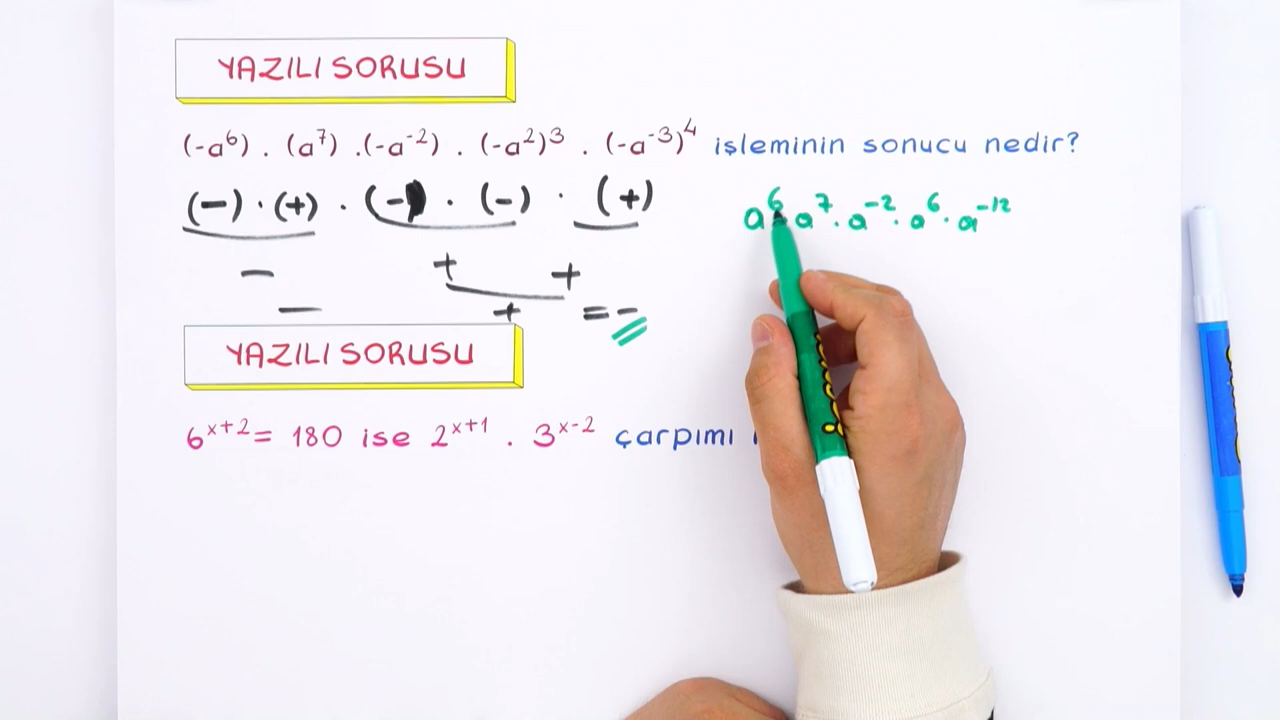 YAZILI SORUSU
(-a⁶) . (a⁷) .(-a⁻²) . (-a²)³ . (-a⁻³)⁴ işleminin sonucu nedir?
(-) · (+) · (-) · (-) · (+)
a⁶ a⁷ . a⁻² . a⁶ . a⁻¹²
- + +
- + = -
YAZILI SORUSU
6ˣ⁺² = 180 ise 2ˣ⁺¹ . 3ˣ⁻² çarpımı